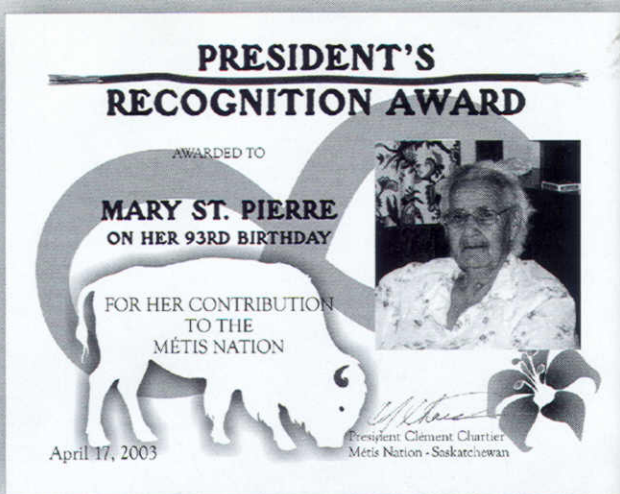 PRESIDENT'S
RECOGNITION AWARD
AWARDED TO
MARY ST. PIERRE
ON HER 93RD BIRTHDAY
FOR HER CONTRIBUTION
TO THE
MÉTIS NATION
April 17, 2003
President Clément Chartier
Métis Nation - Saskatchewan